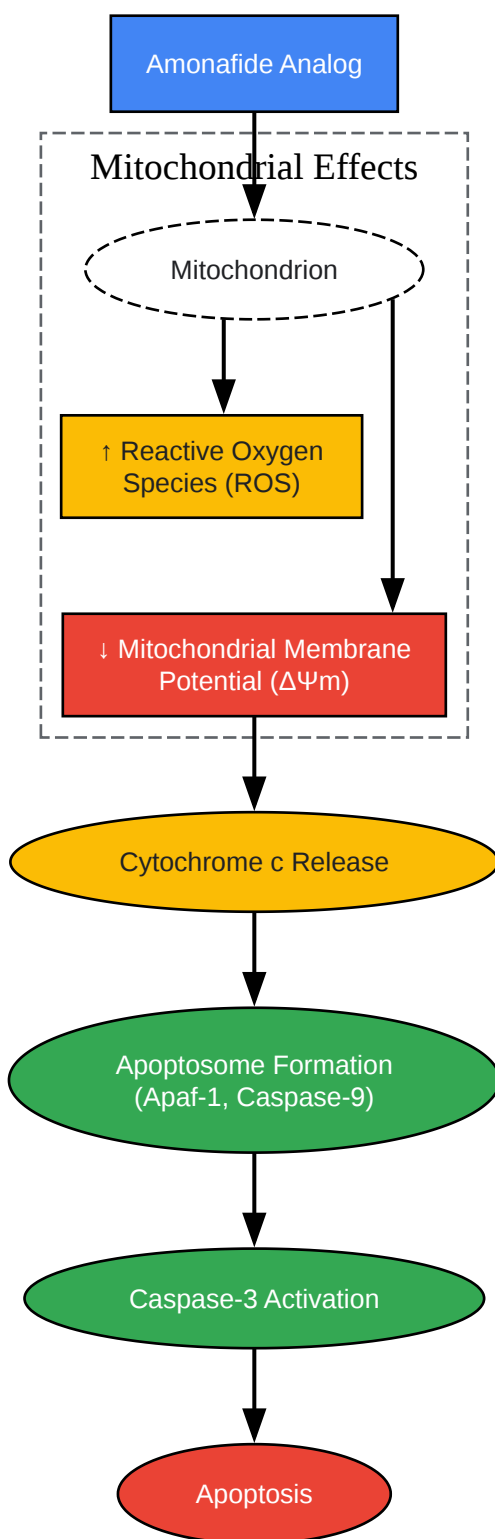 Amonafide Analog
Mitochondrial Effects
Mitochondrion
↑ Reactive Oxygen
Species (ROS)
↓ Mitochondrial Membrane
Potential (ΔΨm)
Cytochrome c Release
Apoptosome Formation
(Apaf-1, Caspase-9)
Caspase-3 Activation
Apoptosis